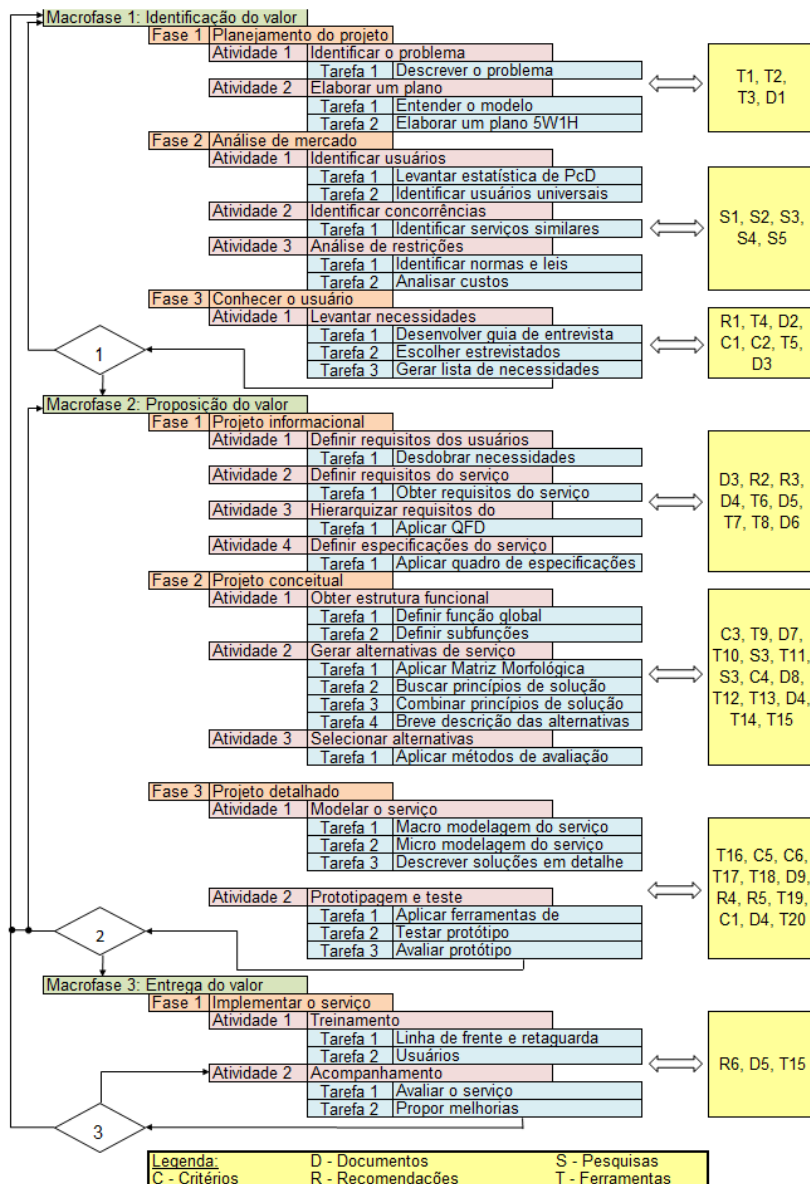 Macrofase 1: Identificação do valor
Fase 1 Planejamento do projeto
Atividade 1 Identificar o problema
Tarefa 1 Descrever o problema
Atividade 2 Elaborar um plano
Tarefa 1 Entender o modelo
Tarefa 2 Elaborar um plano 5W1H
T1, T2,
T3, D1
Fase 2 Análise de mercado
Atividade 1 Identificar usuários
Tarefa 1 Levantar estatística de PcD
Tarefa 2 Identificar usuários universais
Atividade 2 Identificar concorrências
Tarefa 1 Identificar serviços similares
Atividade 3 Análise de restrições
Tarefa 1 Identificar normas e leis
Tarefa 2 Analisar custos
S1, S2, S3,
S4, S5
Fase 3 Conhecer o usuário
Atividade 1 Levantar necessidades
Tarefa 1 Desenvolver guia de entrevista
Tarefa 2 Escolher estrevistados
Tarefa 3 Gerar lista de necessidades
R1, T4, D2,
C1, C2, T5,
D3
1
Macrofase 2: Proposição do valor
Fase 1 Projeto informacional
Atividade 1 Definir requisitos dos usuários
Tarefa 1 Desdobrar necessidades
Atividade 2 Definir requisitos do serviço
Tarefa 1 Obter requisitos do serviço
Atividade 3 Hierarquizar requisitos do
Tarefa 1 Aplicar QFD
Atividade 4 Definir especificações do serviço
Tarefa 1 Aplicar quadro de especificações
D3, R2, R3,
D4, T6, D5,
T7, T8, D6
Fase 2 Projeto conceitual
Atividade 1 Obter estrutura funcional
Tarefa 1 Definir função global
Tarefa 2 Definir subfunções
Atividade 2 Gerar alternativas de serviço
Tarefa 1 Aplicar Matriz Morfológica
Tarefa 2 Buscar princípios de solução
Tarefa 3 Combinar princípios de solução
Tarefa 4 Breve descrição das alternativas
Atividade 3 Selecionar alternativas
Tarefa 1 Aplicar métodos de avaliação
C3, T9, D7,
T10, S3, T11,
S3, C4, D8,
T12, T13, D4,
T14, T15
Fase 3 Projeto detalhado
Atividade 1 Modelar o serviço
Tarefa 1 Macro modelagem do serviço
Tarefa 2 Micro modelagem do serviço
Tarefa 3 Descrever soluções em detalhe
Atividade 2 Prototipagem e teste
Tarefa 1 Aplicar ferramentas de
Tarefa 2 Testar protótipo
Tarefa 3 Avaliar protótipo
T16, C5, C6,
T17, T18, D9,
R4, R5, T19,
C1, D4, T20
2
Macrofase 3: Entrega do valor
Fase 1 Implementar o serviço
Atividade 1 Treinamento
Tarefa 1 Linha de frente e retaguarda
Tarefa 2 Usuários
Atividade 2 Acompanhamento
Tarefa 1 Avaliar o serviço
Tarefa 2 Propor melhorias
R6, D5, T15
3
Legenda: D - Documentos S - Pesquisas
C - Critérios R - Recomendações T - Ferramentas